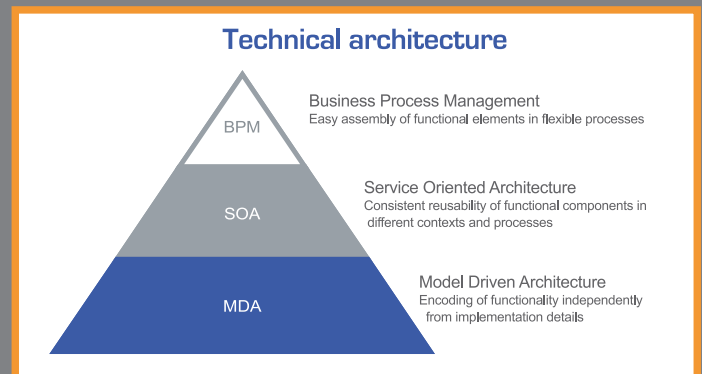 Technical architecture
BPM
Business Process Management
Easy assembly of functional elements in flexible processes
SOA
Service Oriented Architecture
Consistent reusability of functional components in
different contexts and processes
MDA
Model Driven Architecture
Encoding of functionality independently
from implementation details